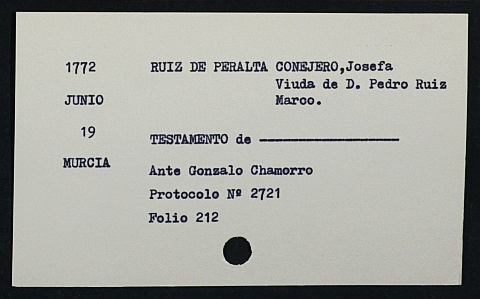 1772 RUIZ DE PERALTA CONEJERO,Josefa
Viuda de D. Pedro Ruiz
JUNIO Marco.
19
TESTAMENTO de ——————————
MURCIA
Ante Gonzalo Chamorro
Protocolo Nº 2721
Folio 212